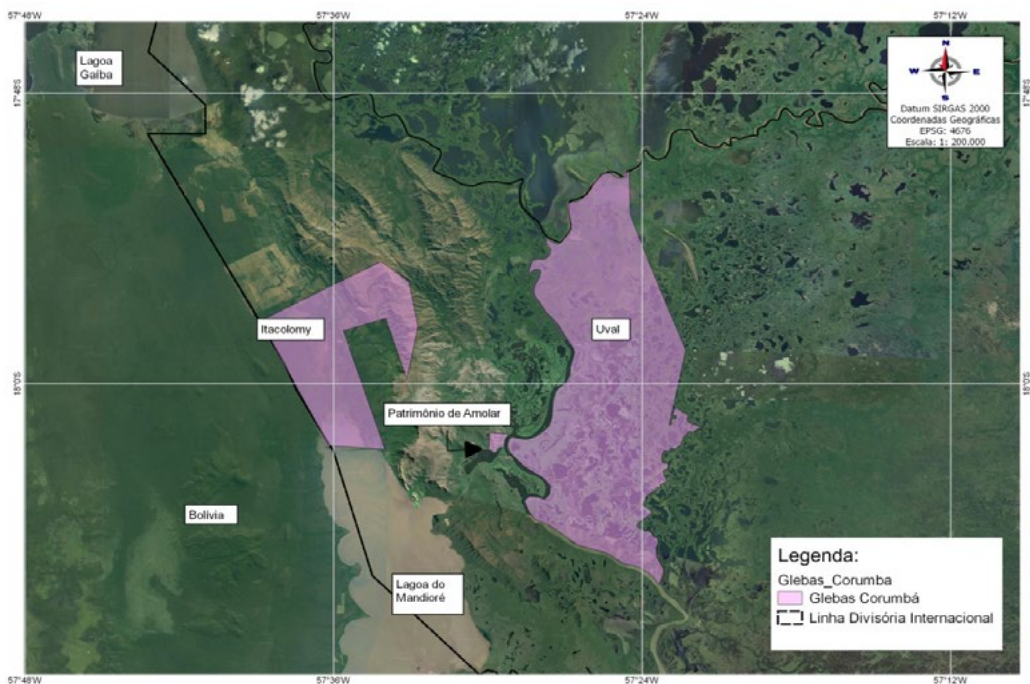 57°48'W
57°36'W
57°24'W
57°12'W
Lagoa
Gaíba
N
W
E
S
Datum SIRGAS 2000
Coordenadas Geográficas
EPSG: 4676
Escala: 1: 200.000
17°48'S
17°48'S
Itacolomy
Uval
18°0'S
18°0'S
Patrimônio de Amolar
Bolívia
Lagoa do
Mandioré
Legenda:
Glebas_Corumba
Glebas Corumbá
Linha Divisória Internacional
57°48'W
57°36'W
57°24'W
57°12'W